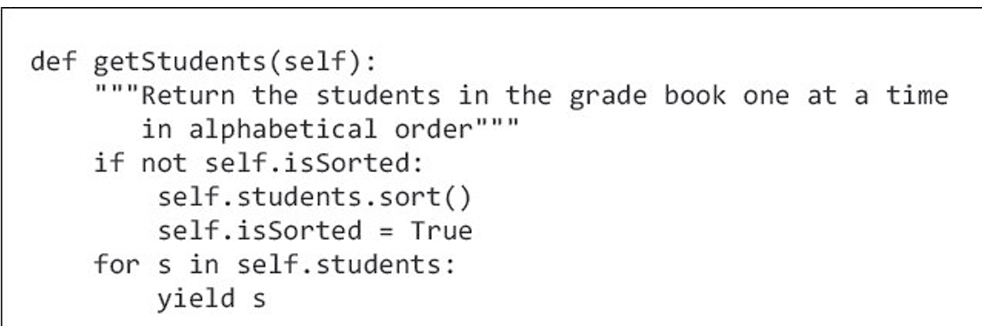 def getStudents(self):
    """Return the students in the grade book one at a time
       in alphabetical order"""
    if not self.isSorted:
        self.students.sort()
        self.isSorted = True
    for s in self.students:
        yield s